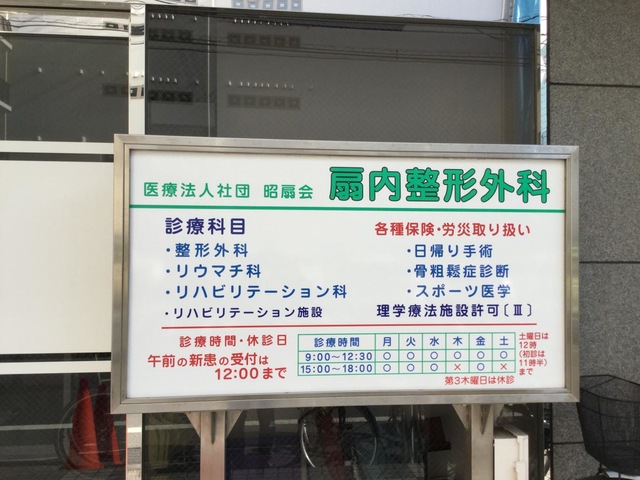 医療法人社団 昭扇会 扇内整形外科
診療科目
・整形外科
・リウマチ科
・リハビリテーション科
・リハビリテーション施設
各種保険・労災取り扱い
・日帰り手術
・骨粗鬆症診断
・スポーツ医学
理学療法施設許可〔Ⅲ〕
診療時間・休診日
午前の新患の受付は
12:00まで
診療時間 月 火 水 木 金 土
9:00〜12:30 ○ ○ ○ ○ ○ ○
15:00〜18:00 ○ ○ ○ × ○ ×
土曜日は
12時
(初診は
11時半)
まで
第3木曜日は休診